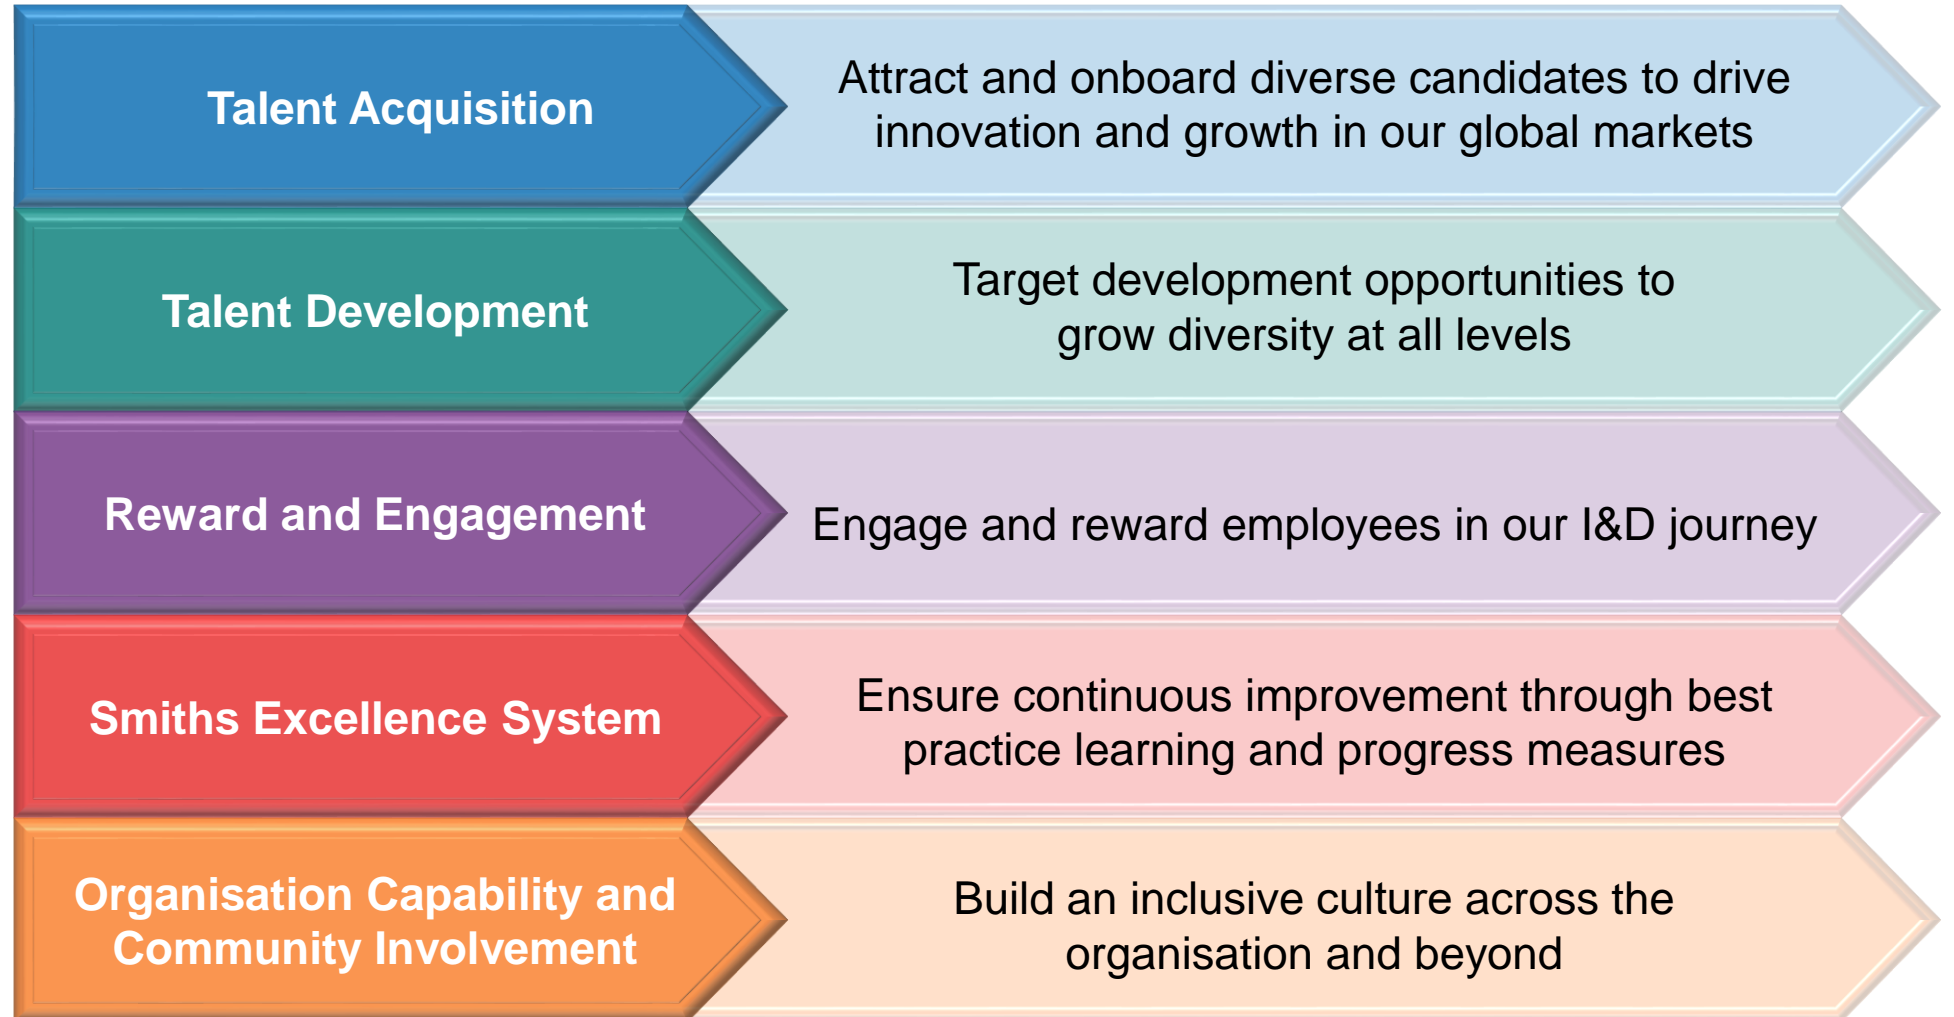 Talent Acquisition
Attract and onboard diverse candidates to drive
innovation and growth in our global markets
Talent Development
Target development opportunities to
grow diversity at all levels
Reward and Engagement
Engage and reward employees in our I&D journey
Smiths Excellence System
Ensure continuous improvement through best
practice learning and progress measures
Organisation Capability and
Community Involvement
Build an inclusive culture across the
organisation and beyond